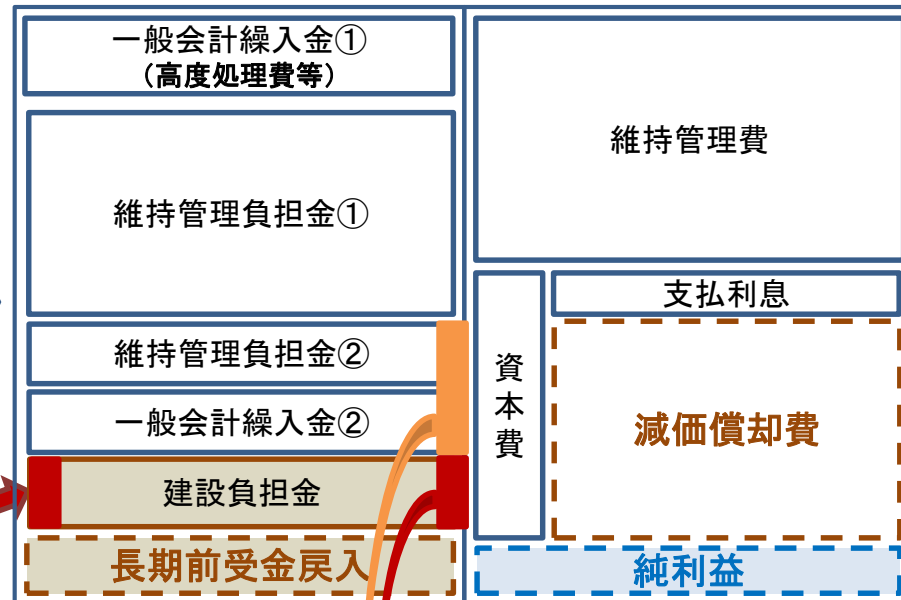 一般会計繰入金①
（高度処理費等）
維持管理負担金①
維持管理負担金②
一般会計繰入金②
建設負担金
長期前受金戻入
維持管理費
資本費
支払利息
減価償却費
純利益